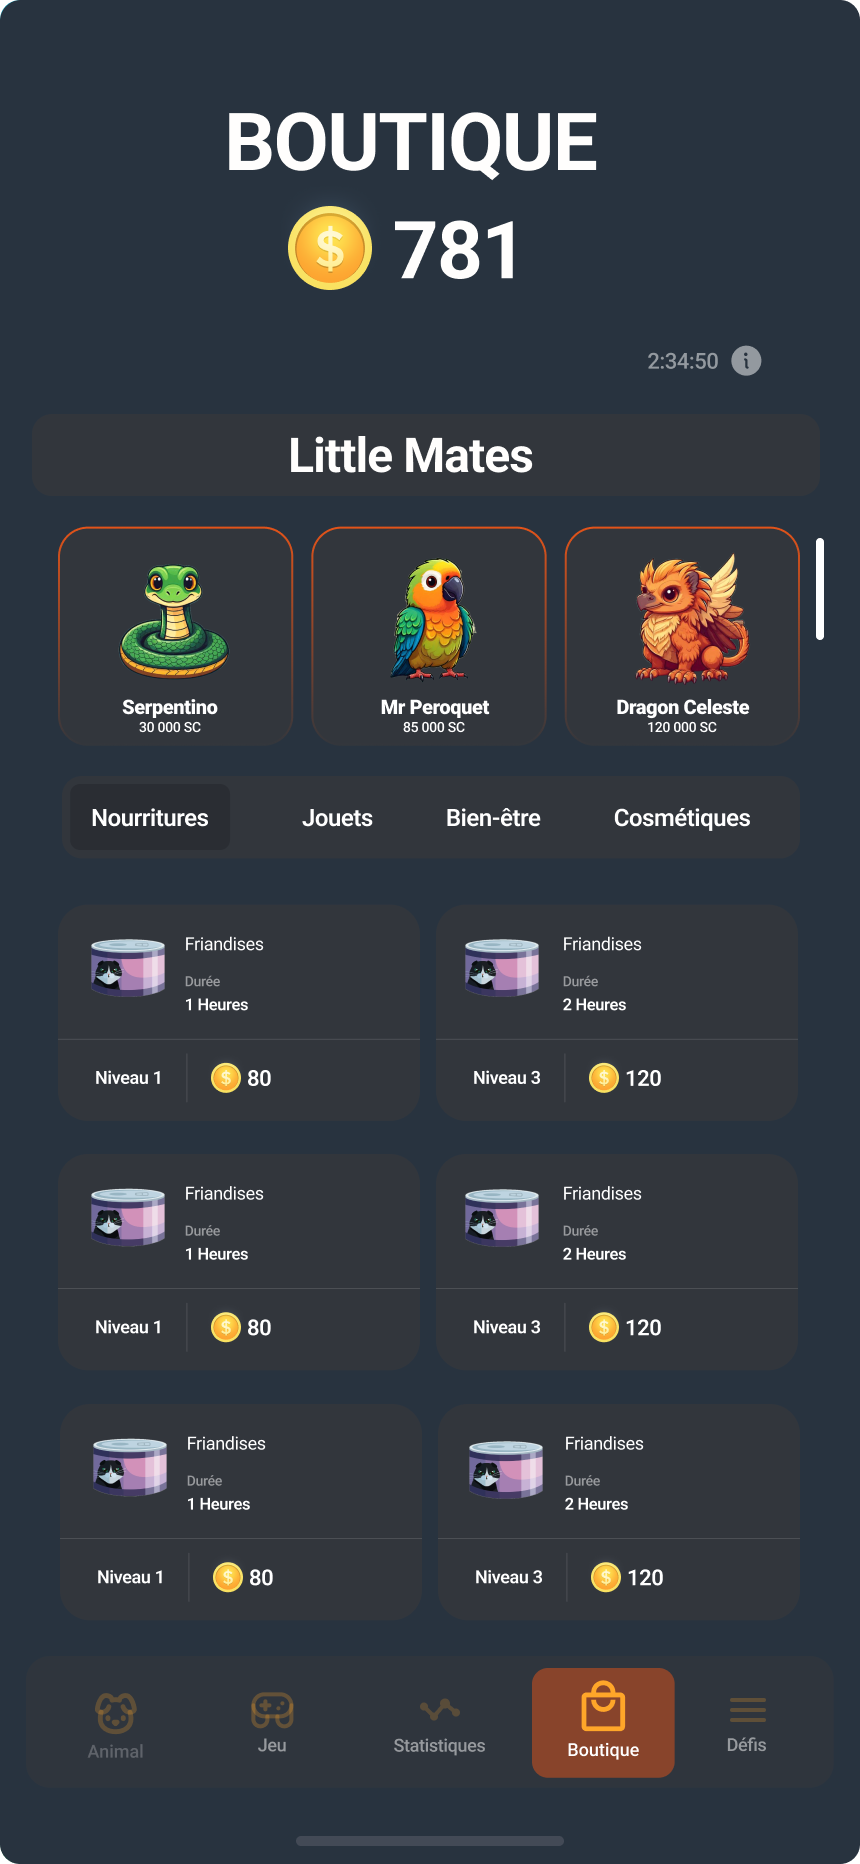 BOUTIQUE
$ 781
2:34:50 i
Little Mates
Serpentino
30 000 SC
Mr Peroquet
85 000 SC
Dragon Celeste
120 000 SC
Nourritures Jouets Bien-être Cosmétiques
Friandises
Durée
1 Heures
Niveau 1 $ 80
Friandises
Durée
2 Heures
Niveau 3 $ 120
Friandises
Durée
1 Heures
Niveau 1 $ 80
Friandises
Durée
2 Heures
Niveau 3 $ 120
Friandises
Durée
1 Heures
Niveau 1 $ 80
Friandises
Durée
2 Heures
Niveau 3 $ 120
Animal Jeu Statistiques Boutique Défis